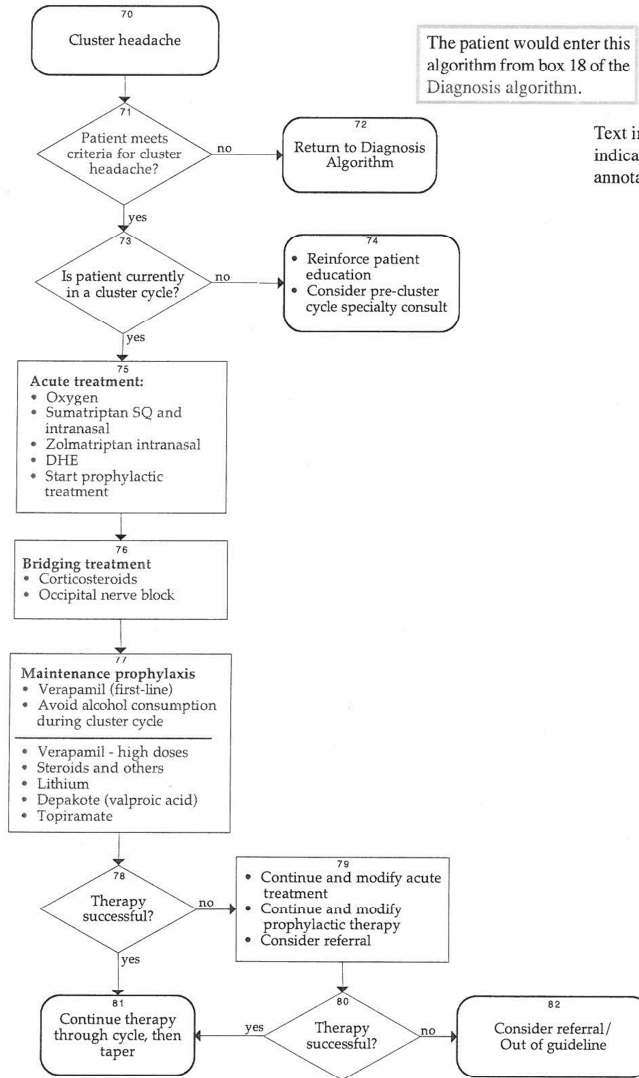 70
Cluster headache
The patient would enter this
algorithm from box 18 of the
Diagnosis algorithm.
71
Patient meets
criteria for cluster
headache?
no
72
Return to Diagnosis
Algorithm
Text in
indica
annota
yes
73
Is patient currently
in a cluster cycle?
no
74
• Reinforce patient
education
• Consider pre-cluster
cycle specialty consult
yes
75
Acute treatment:
• Oxygen
• Sumatriptan SQ and
intranasal
• Zolmatriptan intranasal
• DHE
• Start prophylactic
treatment
76
Bridging treatment
• Corticosteroids
• Occipital nerve block
77
Maintenance prophylaxis
• Verapamil (first-line)
• Avoid alcohol consumption
during cluster cycle
• Verapamil - high doses
• Steroids and others
• Lithium
• Depakote (valproic acid)
• Topiramate
78
Therapy
successful?
no
79
• Continue and modify acute
treatment
• Continue and modify
prophylactic therapy
• Consider referral
yes
81
Continue therapy
through cycle, then
taper
yes
80
Therapy
successful?
no
82
Consider referral/
Out of guideline